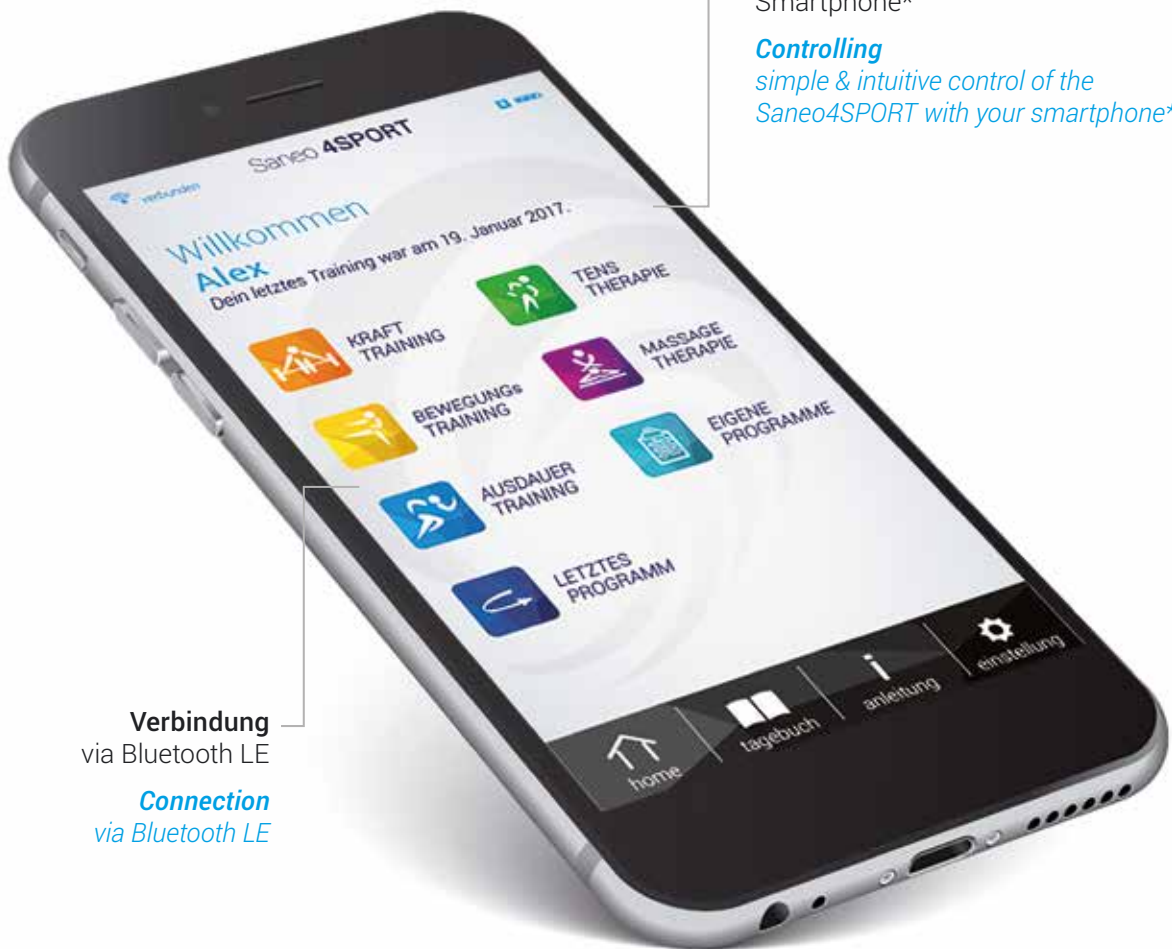 Smartphone*
Controlling
simple & intuitive control of the
Saneo4SPORT with your smartphone*
Saneo 4SPORT
verbunden
Willkommen
Alex
Dein letztes Training war am 19. Januar 2017.
KRAFT
TRAINING
TENS
THERAPIE
BEWEGUNGs
TRAINING
MASSAGE
THERAPIE
AUSDAUER
TRAINING
EIGENE
PROGRAMME
LETZTES
PROGRAMM
home
tagebuch
anleitung
einstellung
Verbindung
via Bluetooth LE
Connection
via Bluetooth LE